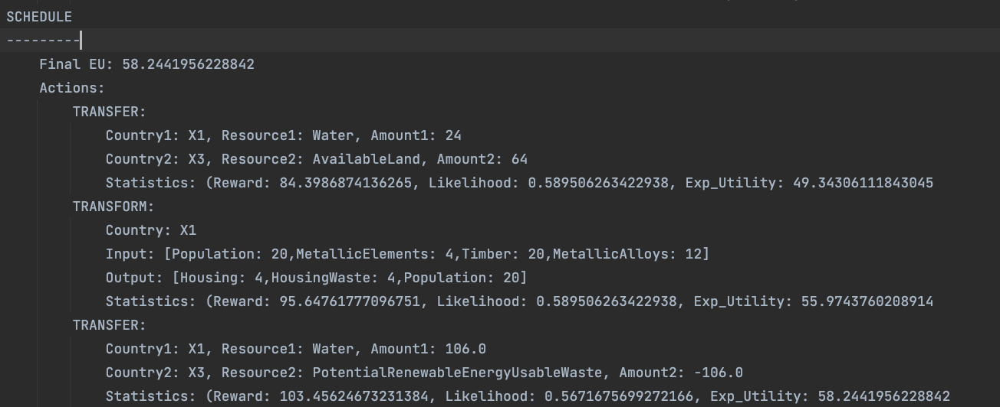 SCHEDULE
---------
Final EU: 58.2441956228842
Actions:
TRANSFER:
Country1: X1, Resource1: Water, Amount1: 24
Country2: X3, Resource2: AvailableLand, Amount2: 64
Statistics: (Reward: 84.3986874136265, Likelihood: 0.589506263422938, Exp_Utility: 49.34306111843045
TRANSFORM:
Country: X1
Input: [Population: 20,MetallicElements: 4,Timber: 20,MetallicAlloys: 12]
Output: [Housing: 4,HousingWaste: 4,Population: 20]
Statistics: (Reward: 95.64761777096751, Likelihood: 0.589506263422938, Exp_Utility: 55.9743760208914
TRANSFER:
Country1: X1, Resource1: Water, Amount1: 106.0
Country2: X3, Resource2: PotentialRenewableEnergyUsableWaste, Amount2: -106.0
Statistics: (Reward: 103.45624673231384, Likelihood: 0.5671675699272166, Exp_Utility: 58.2441956228842